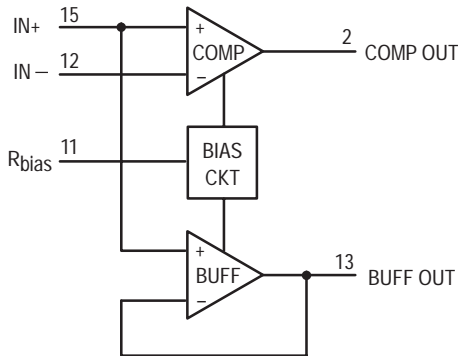 IN+ 15 + COMP 2 COMP OUT
IN – 12 –
Rbias 11 BIAS
CKT
+ BUFF 13 BUFF OUT
–